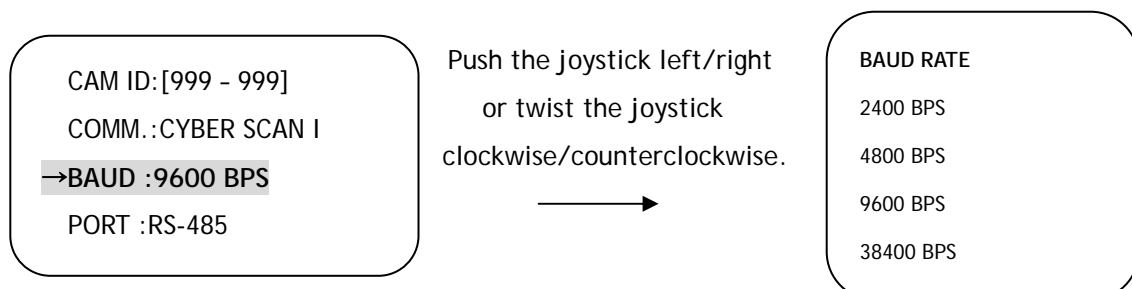 CAM ID:[999 – 999]
COMM.:CYBER SCAN I
→BAUD :9600 BPS
PORT :RS-485
Push the joystick left/right
or twist the joystick
clockwise/counterclockwise.
BAUD RATE
2400 BPS
4800 BPS
9600 BPS
38400 BPS